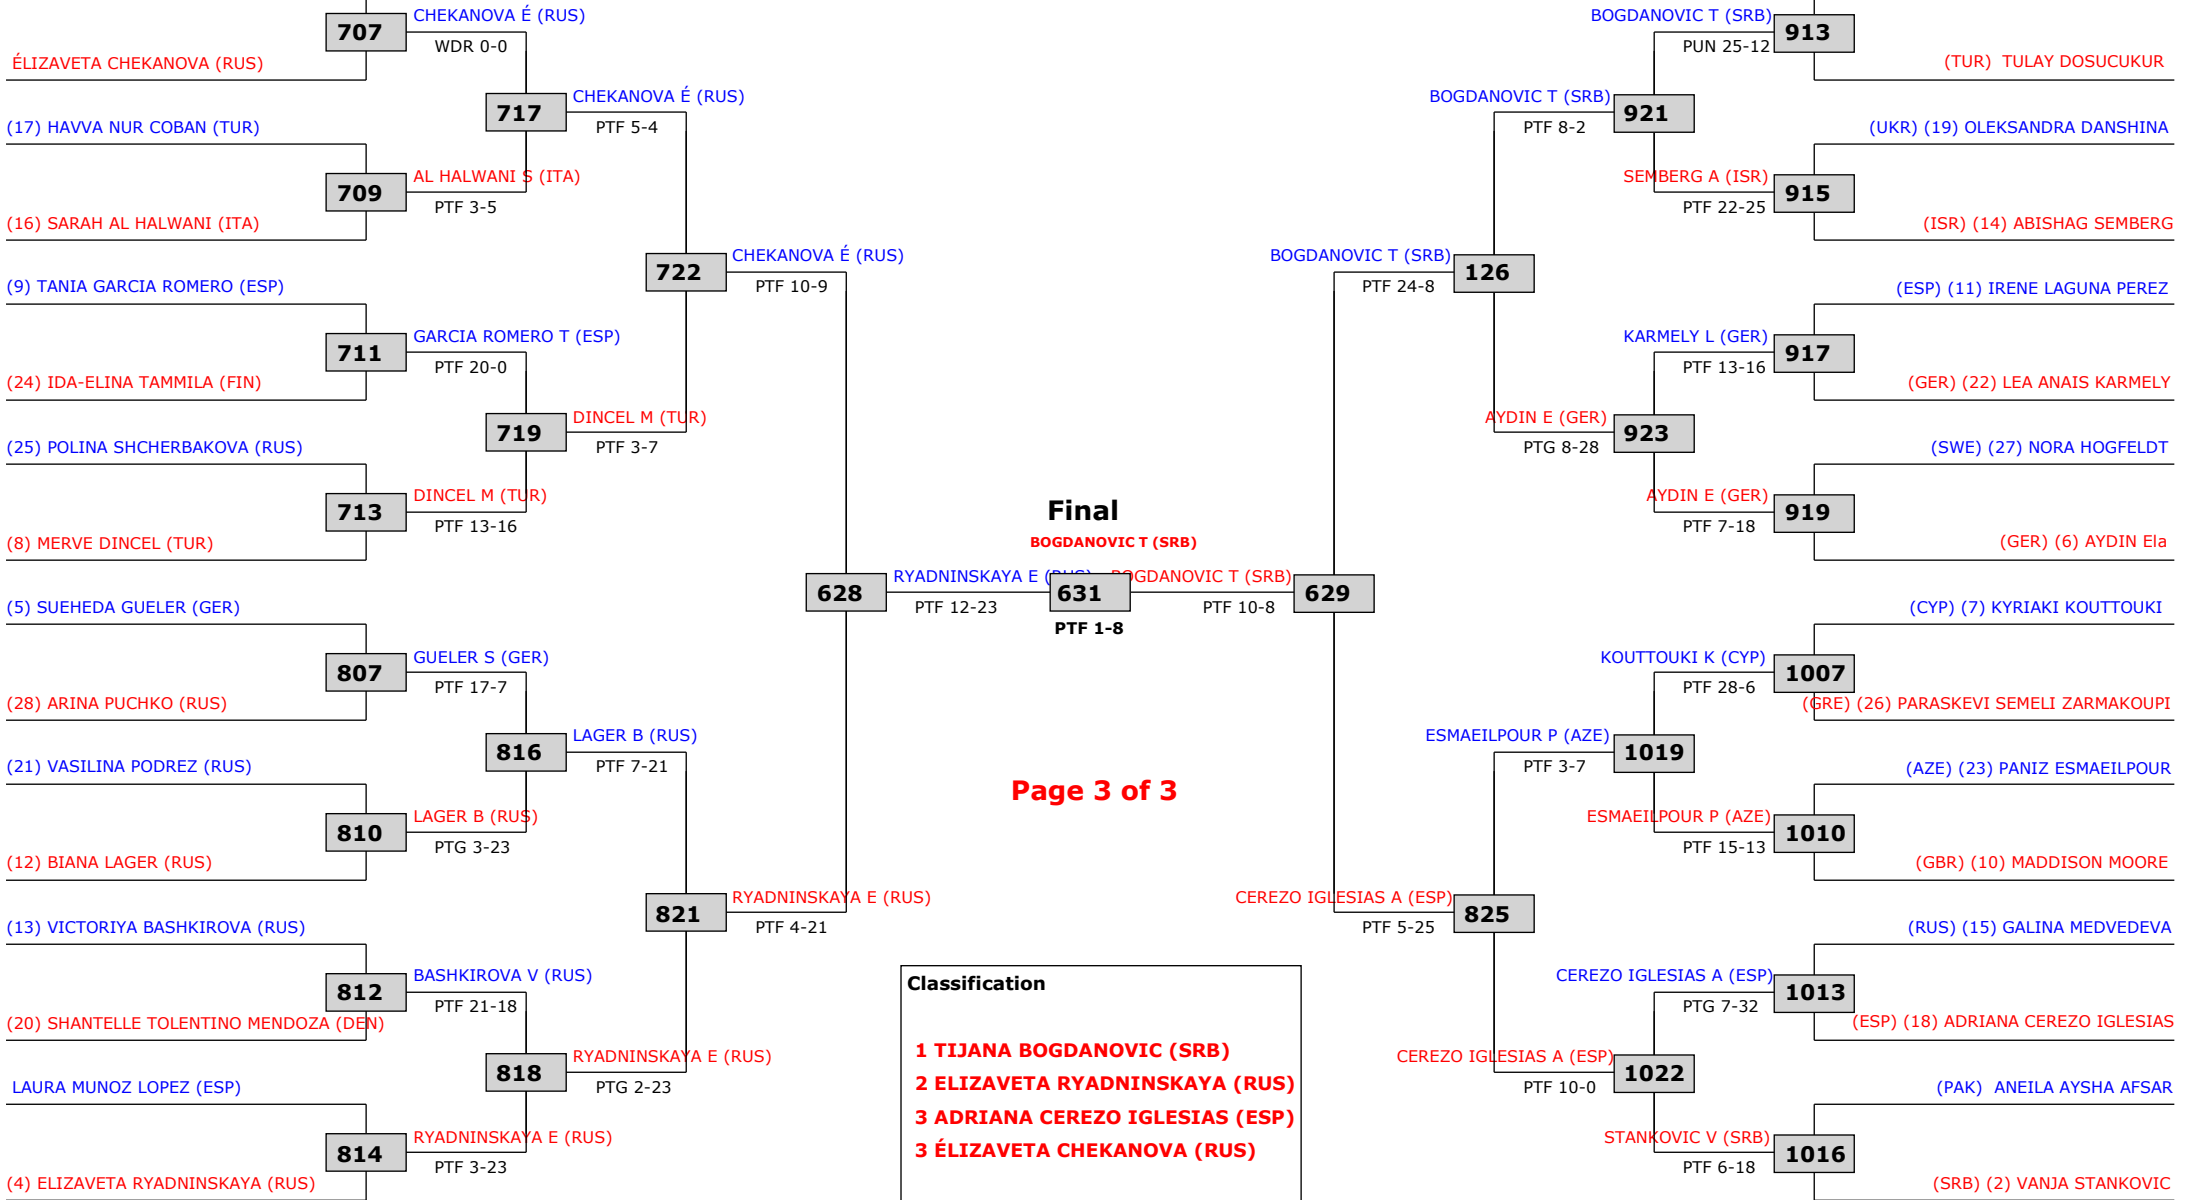 707
CHEKANOVA É (RUS)
WDR 0-0
ÉLIZAVETA CHEKANOVA (RUS)
717
CHEKANOVA É (RUS)
PTF 5-4
(17) HAVVA NUR COBAN (TUR)
709
AL HALWANI S (ITA)
PTF 3-5
(16) SARAH AL HALWANI (ITA)
722
CHEKANOVA É (RUS)
PTF 10-9
(9) TANIA GARCIA ROMERO (ESP)
711
GARCIA ROMERO T (ESP)
PTF 20-0
(24) IDA-ELINA TAMMILA (FIN)
719
DINCEL M (TUR)
PTF 3-7
(25) POLINA SHCHERBAKOVA (RUS)
713
DINCEL M (TUR)
PTF 13-16
(8) MERVE DINCEL (TUR)
628
RYADNINSKAYA E (RUS)
PTF 12-23
(5) SUEHEDA GUELER (GER)
807
GUELER S (GER)
PTF 17-7
(28) ARINA PUCHKO (RUS)
816
LAGER B (RUS)
PTF 7-21
(21) VASILINA PODREZ (RUS)
810
LAGER B (RUS)
PTG 3-23
(12) BIANA LAGER (RUS)
821
RYADNINSKAYA E (RUS)
PTF 4-21
(13) VICTORIYA BASHKIROVA (RUS)
812
BASHKIROVA V (RUS)
PTF 21-18
(20) SHANTELLE TOLENTINO MENDOZA (DEN)
818
RYADNINSKAYA E (RUS)
PTG 2-23
LAURA MUNOZ LOPEZ (ESP)
814
RYADNINSKAYA E (RUS)
PTF 3-23
(4) ELIZAVETA RYADNINSKAYA (RUS)
Final
BOGDANOVIC T (SRB)
631
PTF 1-8
BOGDANOVIC T (SRB)
PTF 10-8
629
Page 3 of 3
Classification
1 TIJANA BOGDANOVIC (SRB)
2 ELIZAVETA RYADNINSKAYA (RUS)
3 ADRIANA CEREZO IGLESIAS (ESP)
3 ÉLIZAVETA CHEKANOVA (RUS)
BOGDANOVIC T (SRB)
PUN 25-12
913
(TUR) TULAY DOSUCUKUR
BOGDANOVIC T (SRB)
PTF 8-2
921
(UKR) (19) OLEKSANDRA DANSHINA
SEMBERG A (ISR)
PTF 22-25
915
(ISR) (14) ABISHAG SEMBERG
BOGDANOVIC T (SRB)
PTF 24-8
126
(ESP) (11) IRENE LAGUNA PEREZ
KARMELY L (GER)
PTF 13-16
917
(GER) (22) LEA ANAIS KARMELY
AYDIN E (GER)
PTG 8-28
923
(SWE) (27) NORA HOGFELDT
AYDIN E (GER)
PTF 7-18
919
(GER) (6) AYDIN Ela
(CYP) (7) KYRIAKI KOUTTOUKI
KOUTTOUKI K (CYP)
PTF 28-6
1007
(GRE) (26) PARASKEVI SEMELI ZARMAKOUPI
ESMAEILPOUR P (AZE)
PTF 3-7
1019
(AZE) (23) PANIZ ESMAEILPOUR
ESMAEILPOUR P (AZE)
PTF 15-13
1010
(GBR) (10) MADDISON MOORE
CEREZO IGLESIAS A (ESP)
PTF 5-25
825
(RUS) (15) GALINA MEDVEDEVA
CEREZO IGLESIAS A (ESP)
PTG 7-32
1013
(ESP) (18) ADRIANA CEREZO IGLESIAS
CEREZO IGLESIAS A (ESP)
PTF 10-0
1022
(PAK) ANEILA AYSHA AFSAR
STANKOVIC V (SRB)
PTF 6-18
1016
(SRB) (2) VANJA STANKOVIC